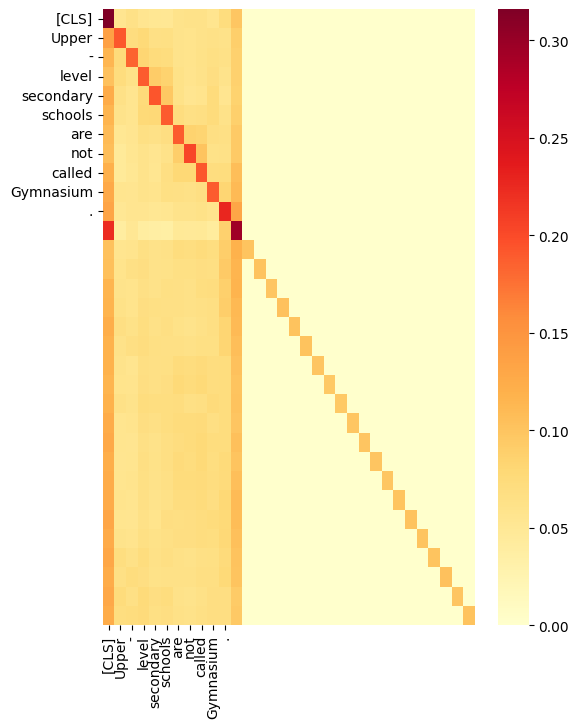 [CLS]
Upper
-
level
secondary
schools
are
not
called
Gymnasium
.
[CLS]
Upper
-
level
secondary
schools
are
not
called
Gymnasium
.
0.30
0.25
0.20
0.15
0.10
0.05
0.00